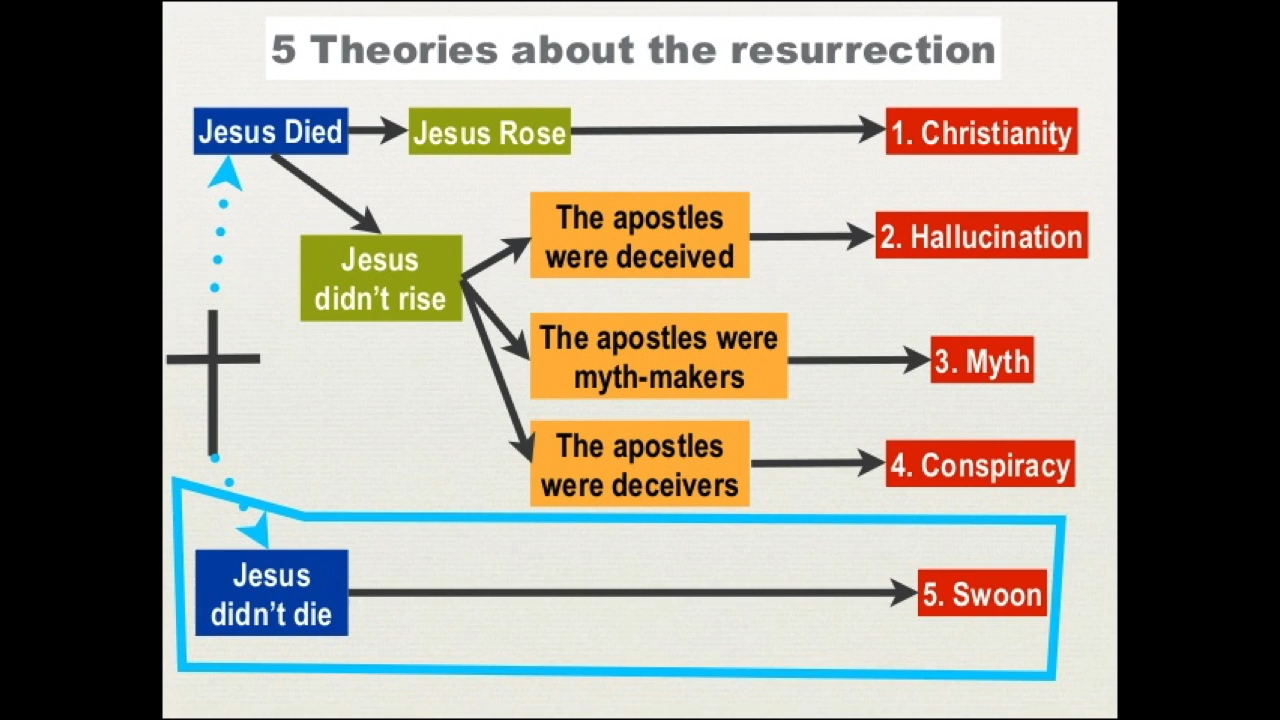 5 Theories about the resurrection
Jesus Died
Jesus Rose
1. Christianity
The apostles
were deceived
2. Hallucination
Jesus
didn’t rise
The apostles were
myth-makers
3. Myth
The apostles
were deceivers
4. Conspiracy
Jesus
didn’t die
5. Swoon